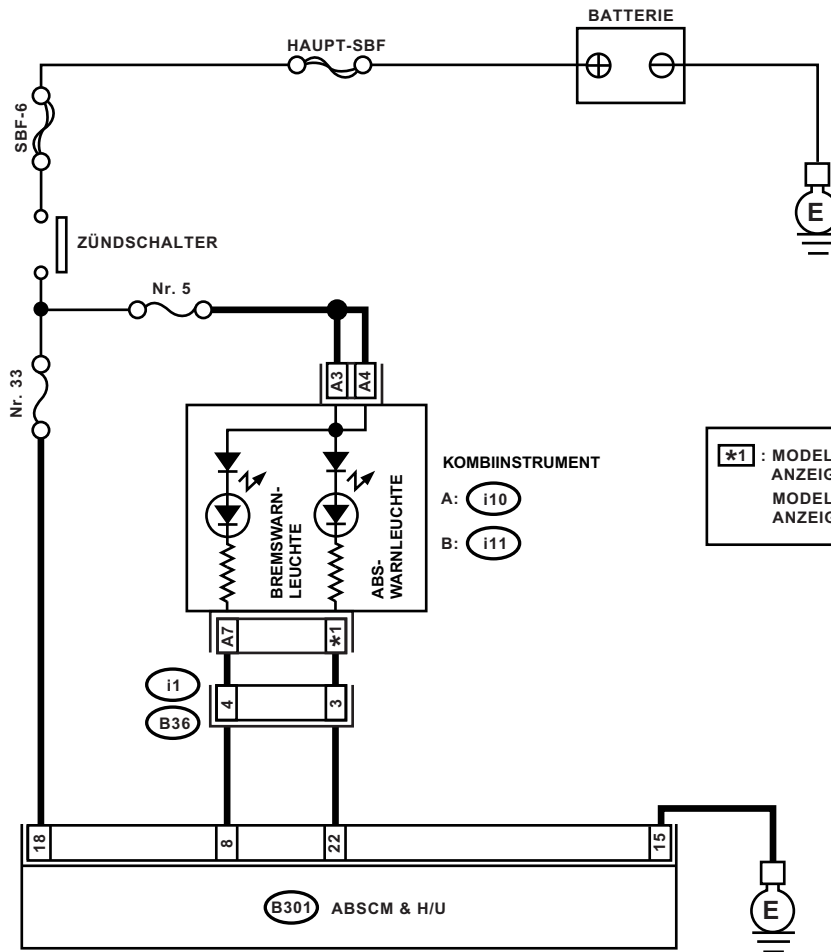 BATTERIE
HAUPT-SBF
SBF-6
E
ZÜNDSCHALTER
Nr. 5
Nr. 33
A3
A4
KOMBIINSTRUMENT
A: i10
B: i11
BREMSWARN-
LEUCHTE
ABS-
WARNLEUCHTE
*1 : MODEL
ANZEIG
MODEL
ANZEIG
A7
*1
i1
B36
4
3
18
8
22
15
B301 ABSCM & H/U
E